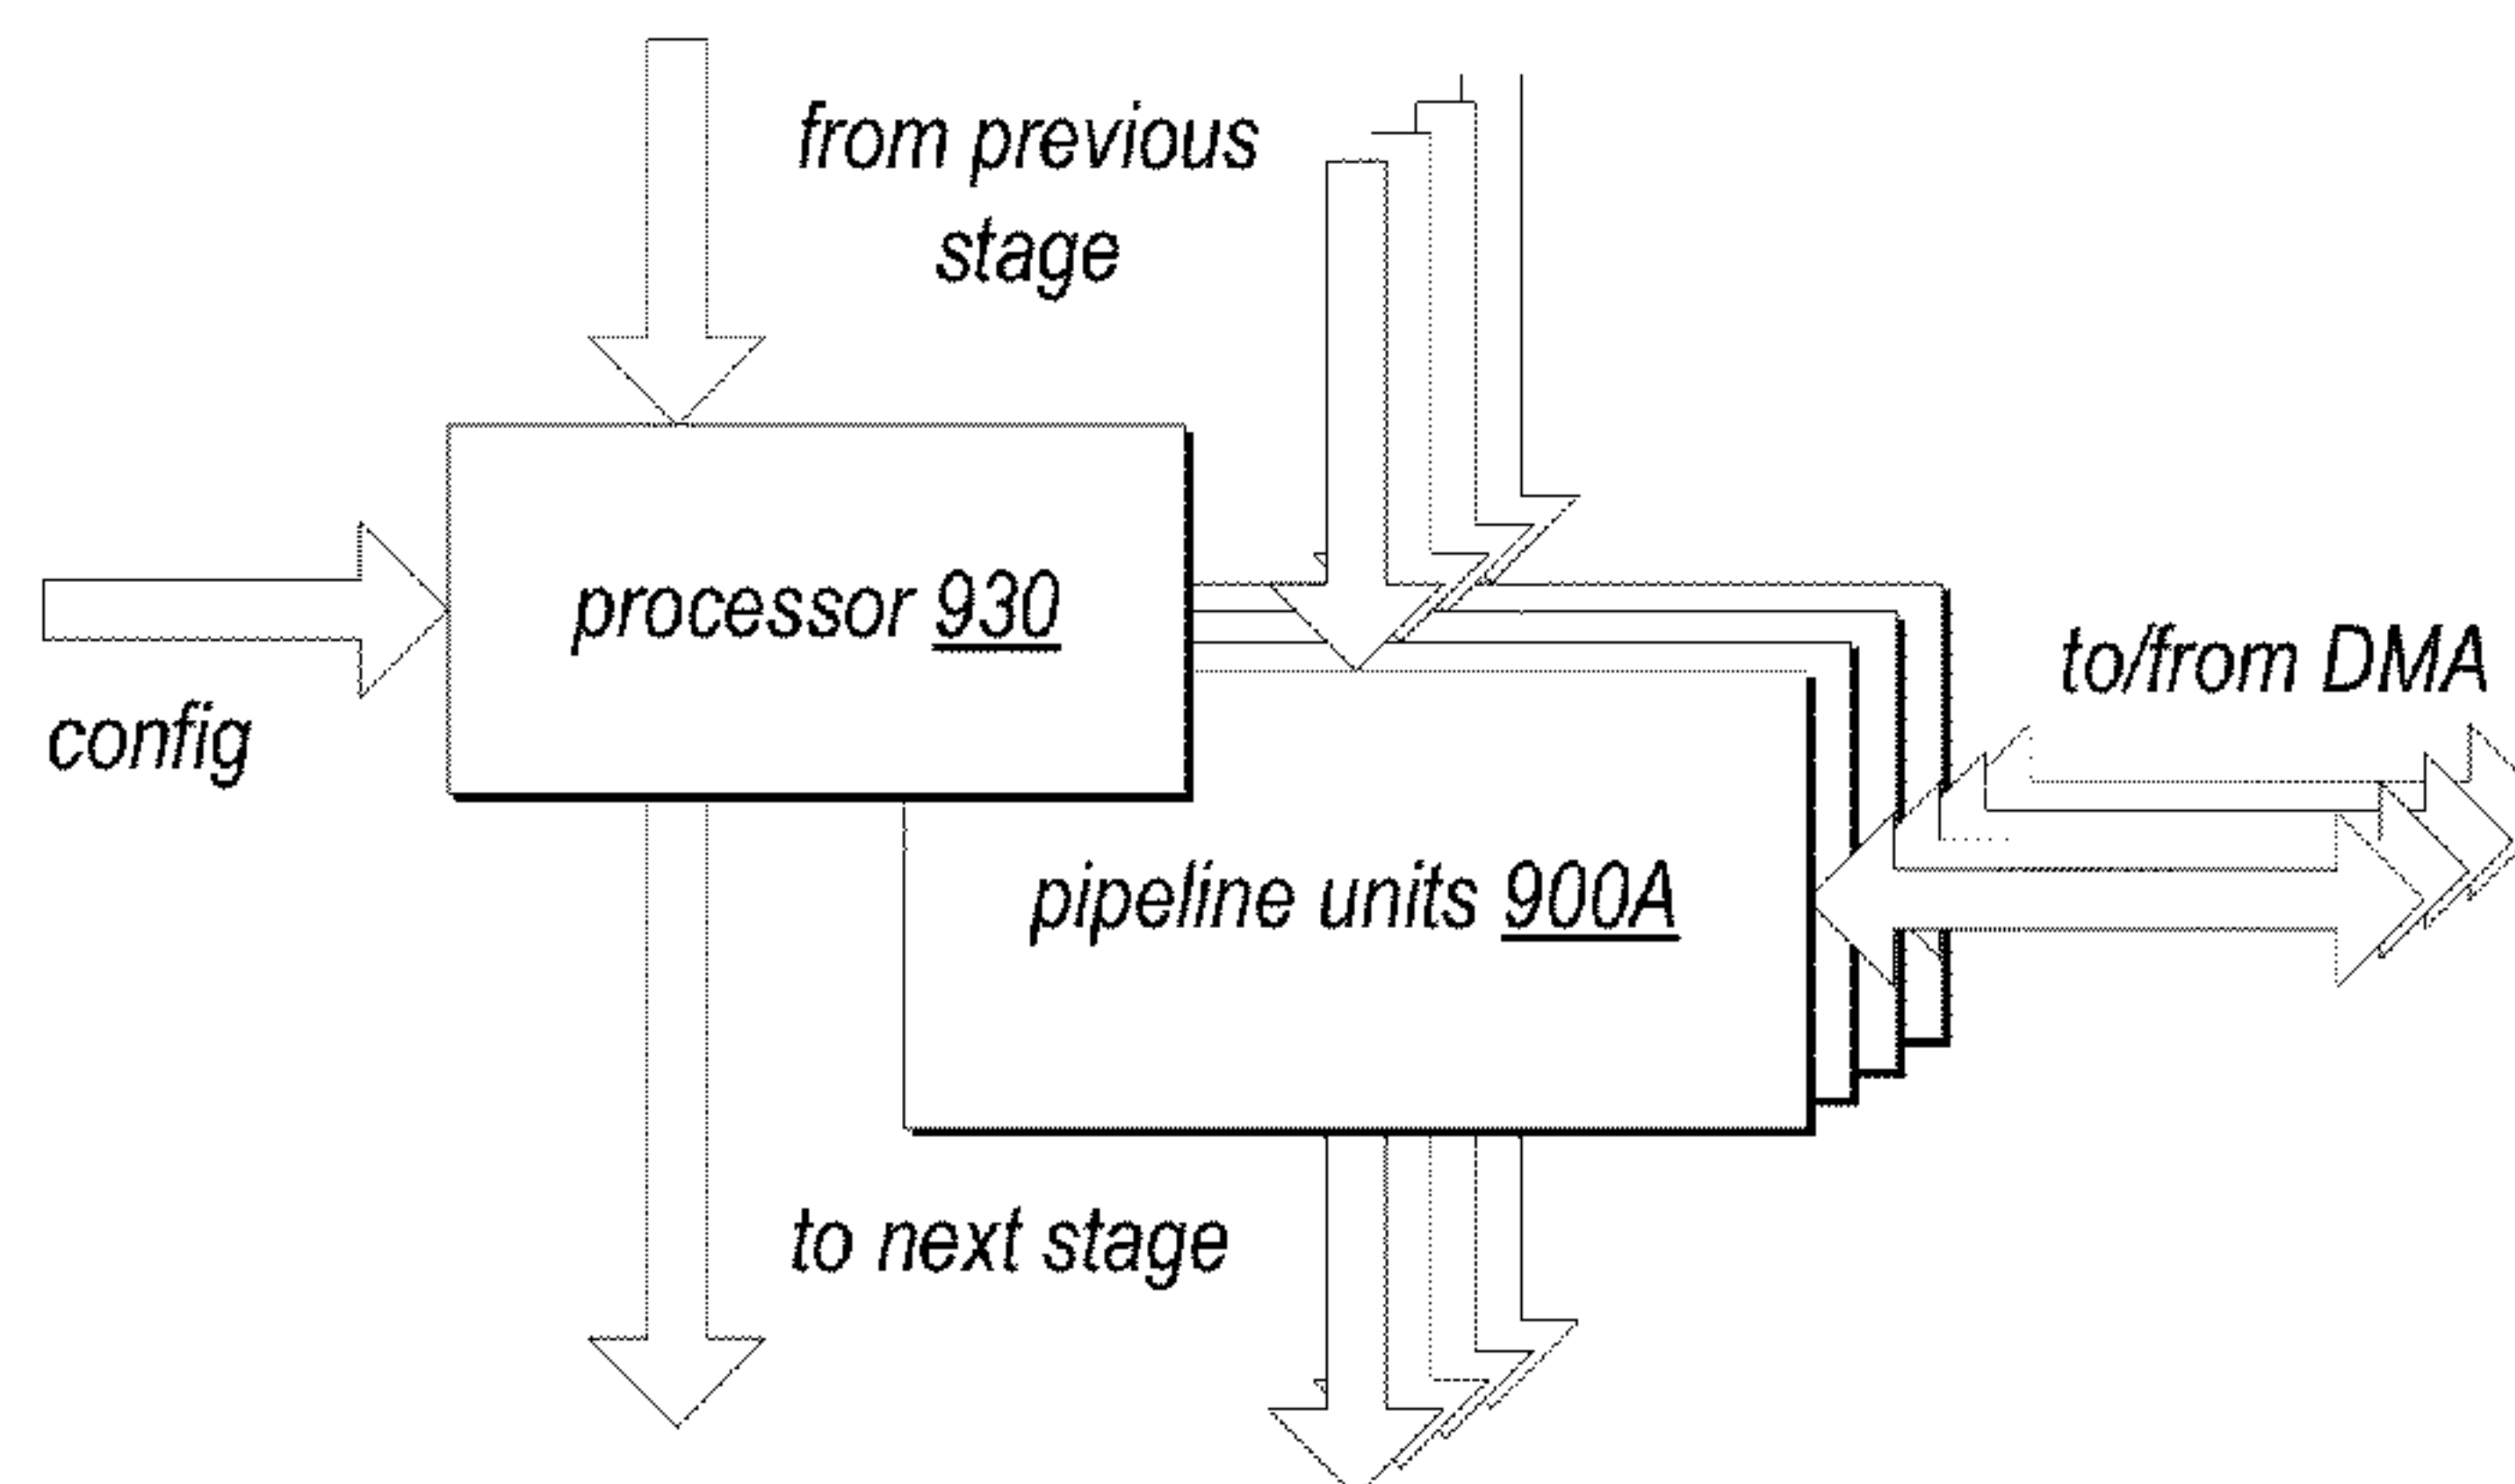 from previous
stage
processor 930
to/from DMA
config
pipeline units 900A
to next stage